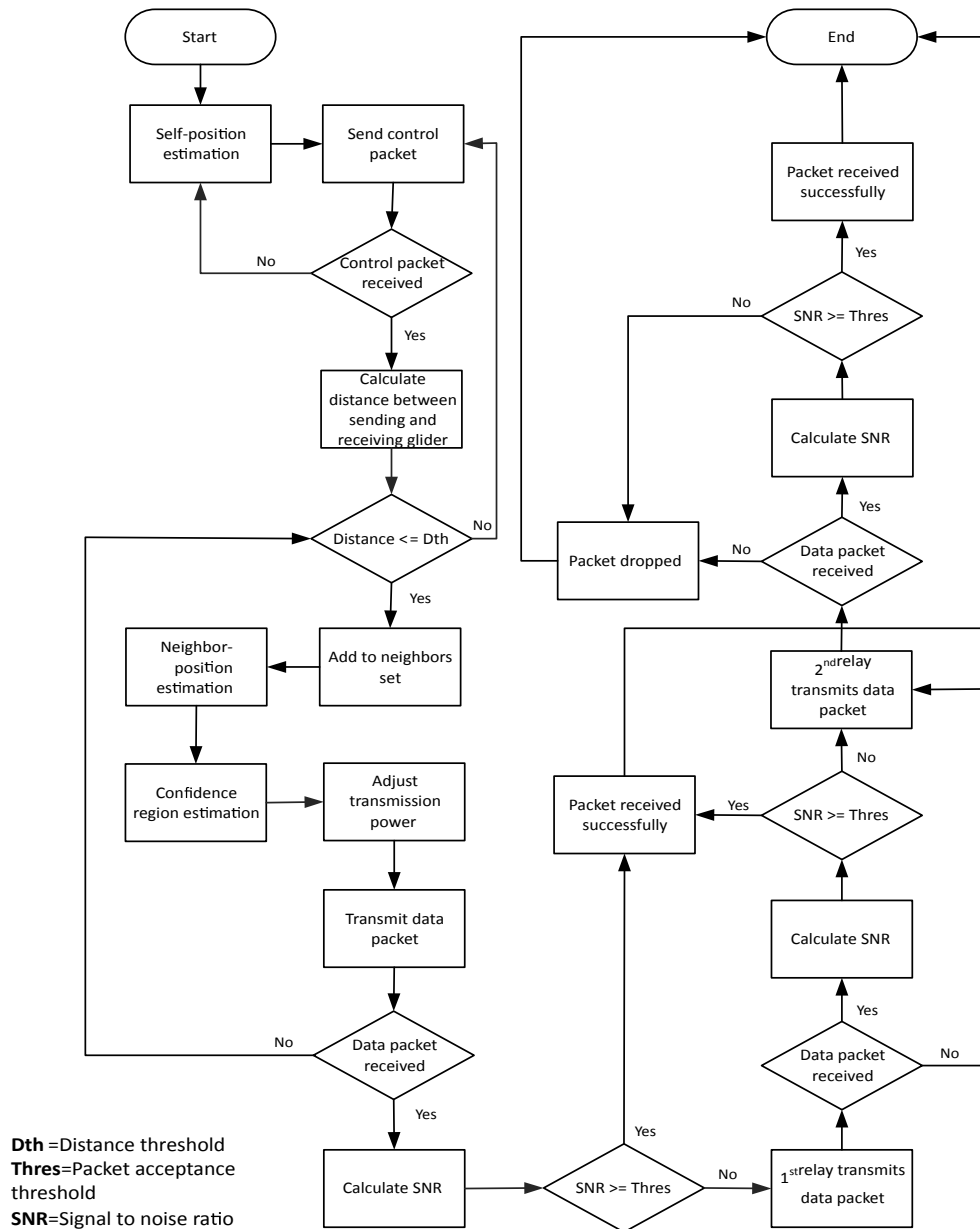 Start
Self-position
estimation
Send control
packet
No
Control packet
received
Yes
Calculate
distance between
sending and
receiving glider
Distance <= Dth
No
Yes
Add to neighbors
set
Neighbor-
position
estimation
Confidence
region estimation
Adjust
transmission
power
Transmit data
packet
No
Data packet
received
Yes
Calculate SNR
SNR >= Thres
Yes
No
1st relay transmits
data packet
Data packet
received
No
Yes
Calculate SNR
SNR >= Thres
Yes
Packet received
successfully
No
2nd relay
transmits data
packet
Data packet
received
No
Packet dropped
Yes
Calculate SNR
SNR >= Thres
No
Yes
Packet received
successfully
End
Dth =Distance threshold
Thres=Packet acceptance
threshold
SNR=Signal to noise ratio